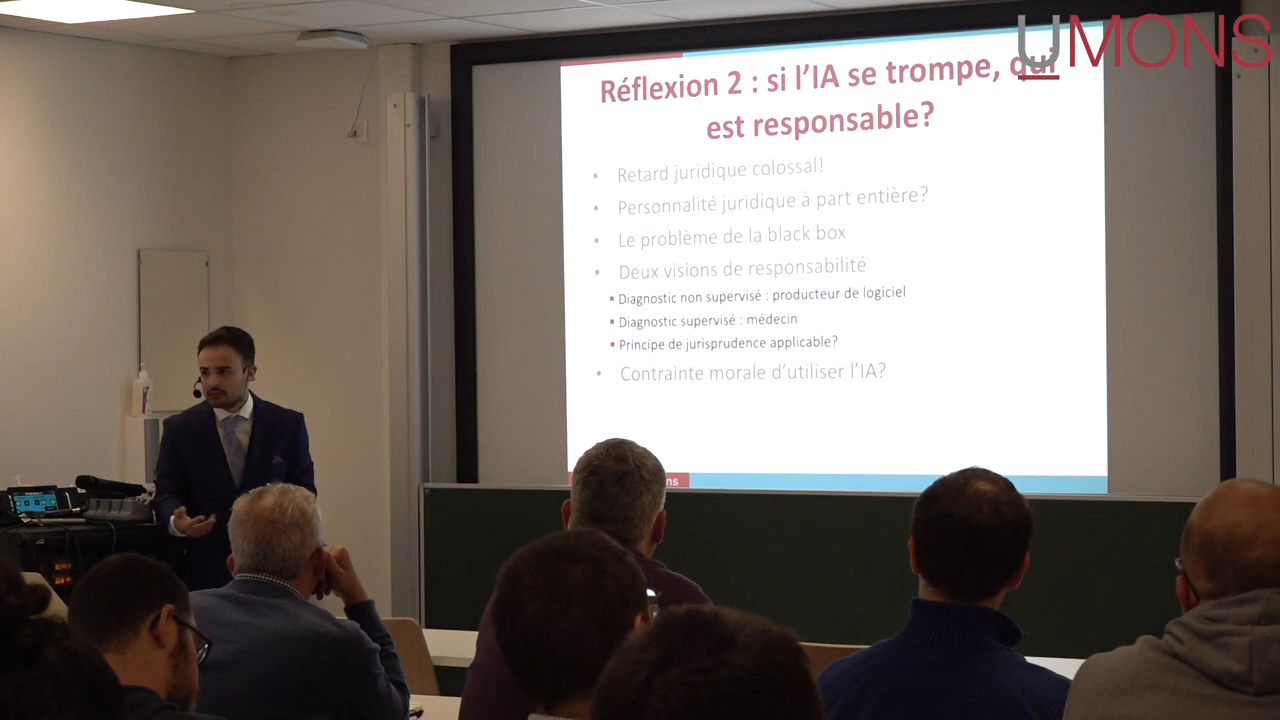 UMONS
Réflexion 2 : si l'IA se trompe, qui
est responsable?
• Retard juridique colossal!
• Personnalité juridique à part entière?
• Le problème de la black box
• Deux visions de responsabilité
▪ Diagnostic non supervisé : producteur de logiciel
▪ Diagnostic supervisé : médecin
▪ Principe de jurisprudence applicable?
• Contrainte morale d'utiliser l'IA?
ns